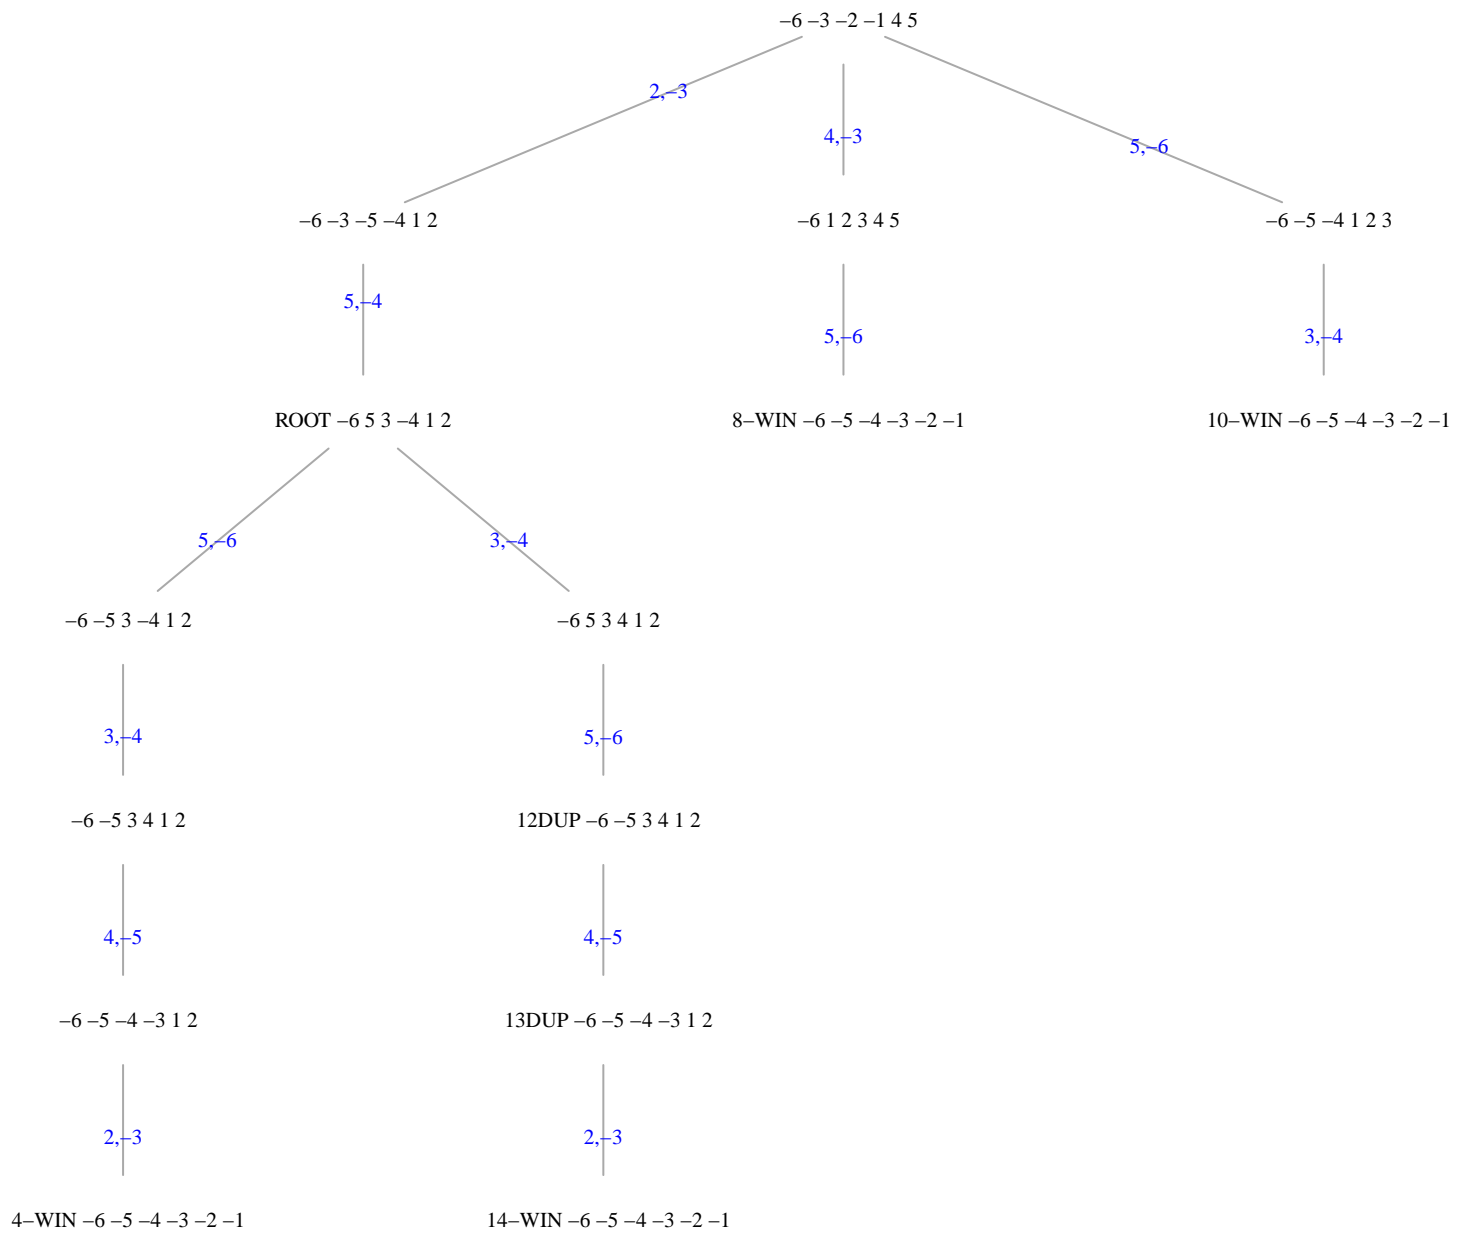 −6 −3 −2 −1 4 5
2,−3
4,−3
5,−6
−6 −3 −5 −4 1 2
−6 1 2 3 4 5
−6 −5 −4 1 2 3
5,−4
5,−6
3,−4
ROOT −6 5 3 −4 1 2
8−WIN −6 −5 −4 −3 −2 −1
10−WIN −6 −5 −4 −3 −2 −1
5,−6
3,−4
−6 −5 3 −4 1 2
−6 5 3 4 1 2
3,−4
5,−6
−6 −5 3 4 1 2
12DUP −6 −5 3 4 1 2
4,−5
4,−5
−6 −5 −4 −3 1 2
13DUP −6 −5 −4 −3 1 2
2,−3
2,−3
4−WIN −6 −5 −4 −3 −2 −1
14−WIN −6 −5 −4 −3 −2 −1